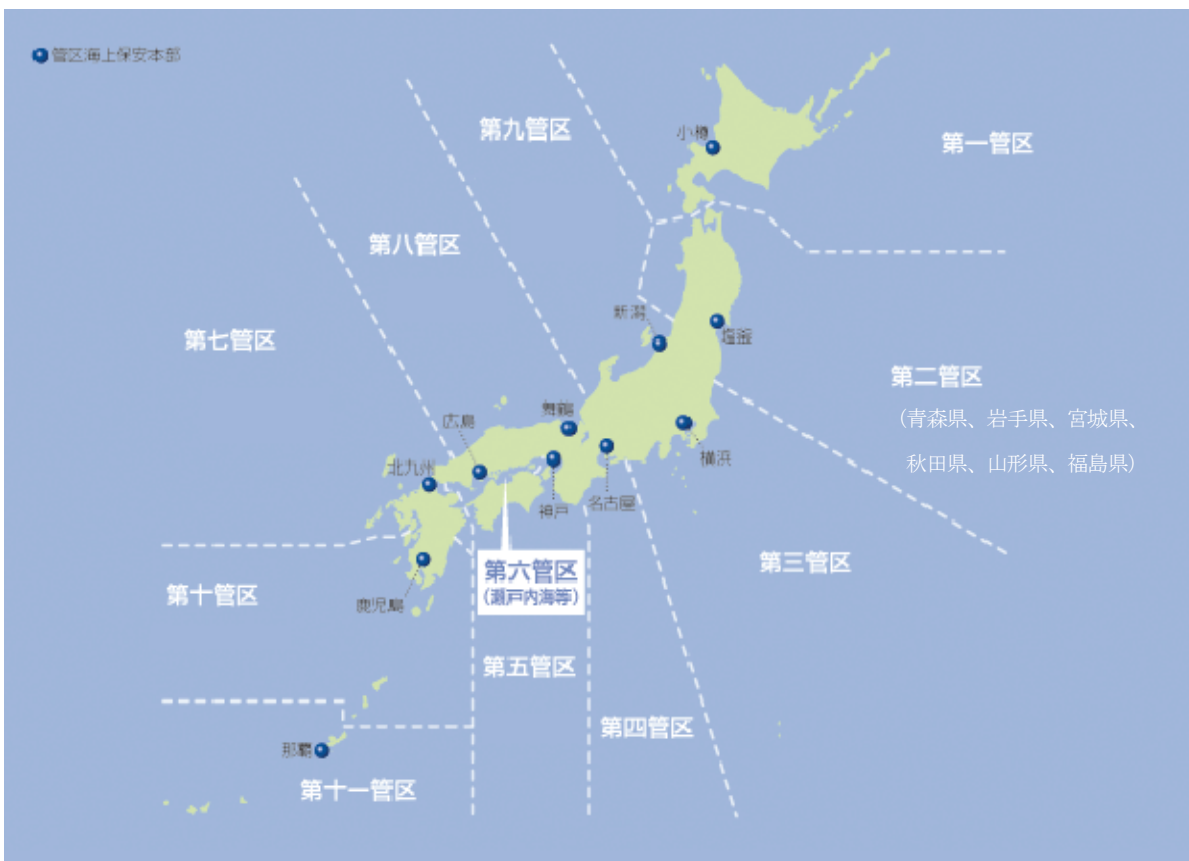 管区海上保安本部
第九管区
小樽
第一管区
第八管区
新潟
塩釜
第七管区
第二管区
(青森県、岩手県、宮城県、
秋田県、山形県、福島県)
舞鶴
広島
横浜
北九州
神戸
名古屋
第六管区
(瀬戸内海等)
第三管区
第十管区
鹿児島
第五管区
第四管区
那覇
第十一管区